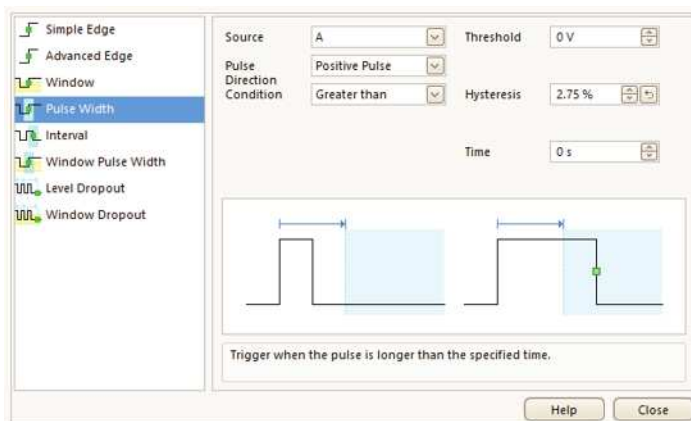 Simple Edge
Advanced Edge
Window
Pulse Width
Interval
Window Pulse Width
Level Dropout
Window Dropout
Source A Threshold 0 V
Pulse Direction Positive Pulse
Condition Greater than Hysteresis 2.75 %
Time 0 s
Trigger when the pulse is longer than the specified time.
Help Close